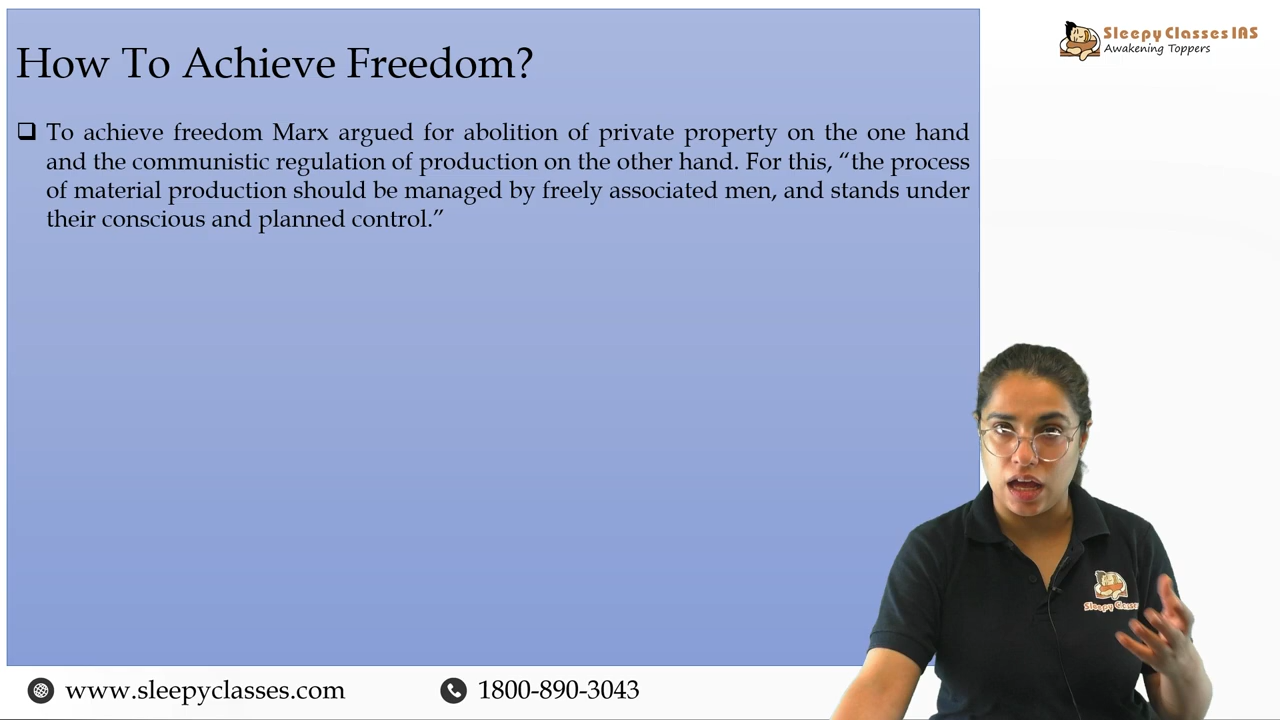 Sleepy Classes IAS
Awakening Toppers
How To Achieve Freedom?
To achieve freedom Marx argued for abolition of private property on the one hand
and the communistic regulation of production on the other hand. For this, “the process
of material production should be managed by freely associated men, and stands under
their conscious and planned control.”
Sleepy Classes
www.sleepyclasses.com
1800-890-3043